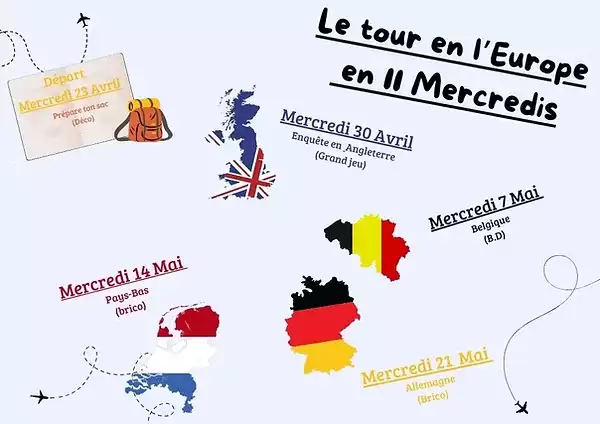 Le tour en l'Europe
en 11 Mercredis
Départ
Mercredi 23 Avril
Prépare ton sac
(Déco)
Mercredi 30 Avril
Enquête en Angleterre
(Grand jeu)
Mercredi 7 Mai
Belgique
(B.D)
Mercredi 14 Mai
Pays-Bas
(brico)
Mercredi 21 Mai
Allemagne
(Brico)